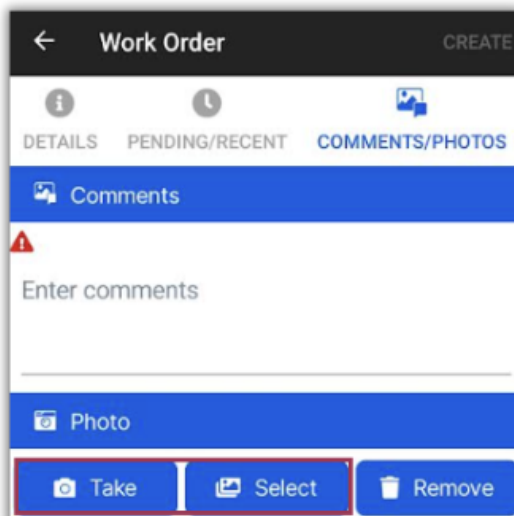 Work Order CREATE
DETAILS PENDING/RECENT COMMENTS/PHOTOS
Comments
Enter comments
Photo
Take Select Remove